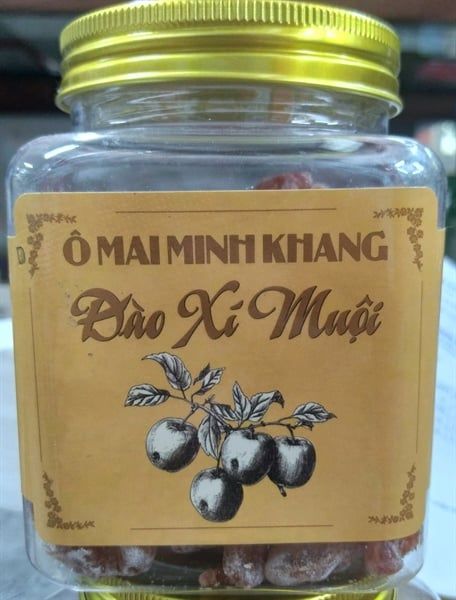 Ô MAI MINH KHANG
Đào Xí Muội